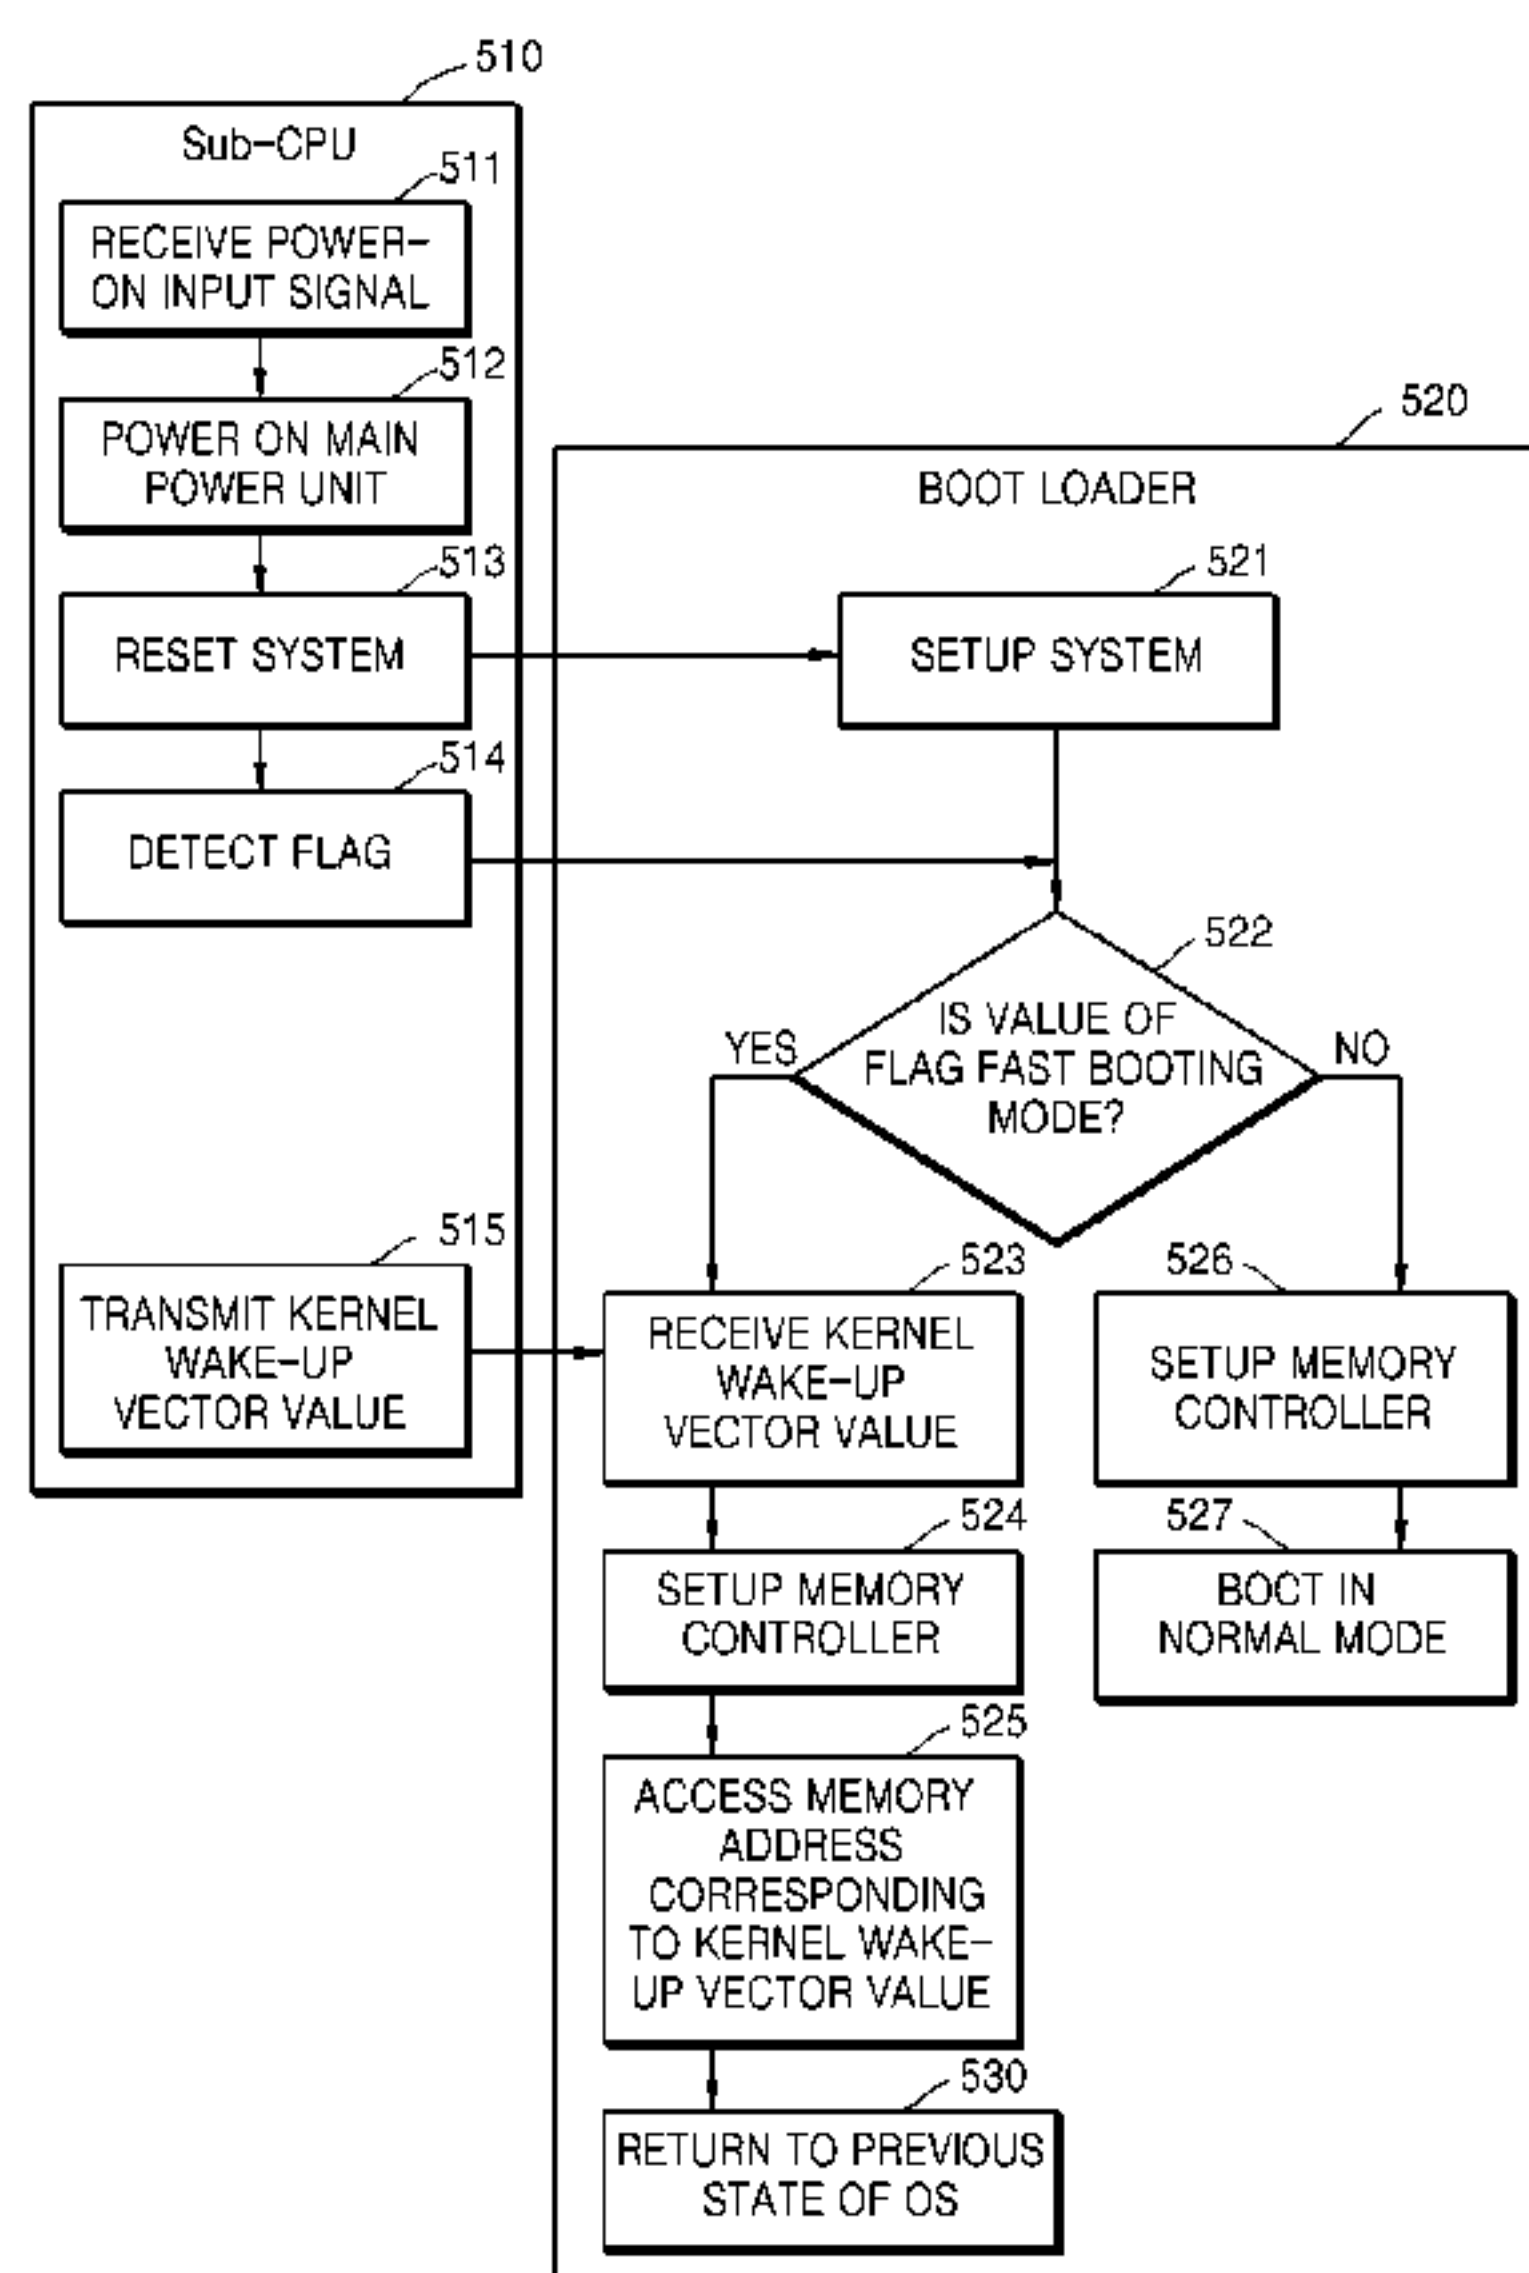 510
Sub-CPU
511
RECEIVE POWER-
ON INPUT SIGNAL
512
POWER ON MAIN
POWER UNIT
513
RESET SYSTEM
514
DETECT FLAG
515
TRANSMIT KERNEL
WAKE-UP
VECTOR VALUE
520
BOOT LOADER
521
SETUP SYSTEM
522
IS VALUE OF
FLAG FAST BOOTING
MODE?
YES
NO
523
RECEIVE KERNEL
WAKE-UP
VECTOR VALUE
524
SETUP MEMORY
CONTROLLER
525
ACCESS MEMORY
ADDRESS
CORRESPONDING
TO KERNEL WAKE-
UP VECTOR VALUE
530
RETURN TO PREVIOUS
STATE OF OS
526
SETUP MEMORY
CONTROLLER
527
BOCT IN
NORMAL MODE